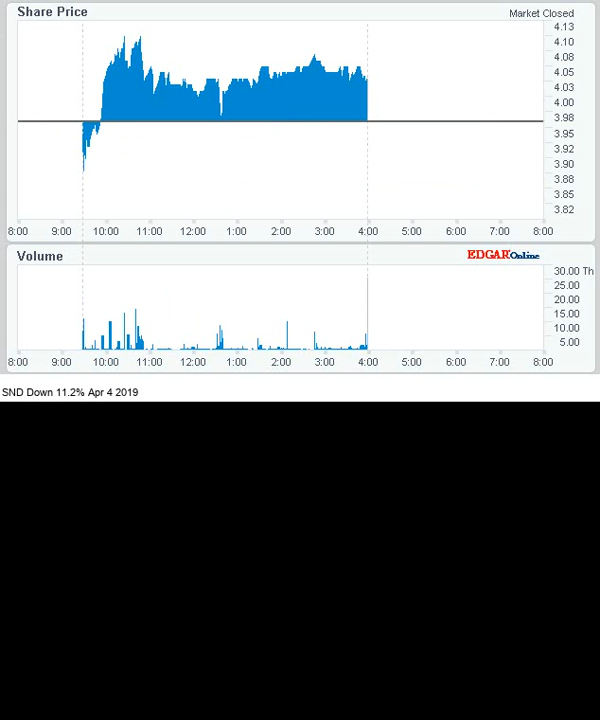 Share Price
Market Closed
4.13
4.10
4.08
4.05
4.03
4.00
3.98
3.95
3.92
3.90
3.88
3.85
3.82
8:00 9:00 10:00 11:00 12:00 1:00 2:00 3:00 4:00 5:00 6:00 7:00 8:00
Volume
EDGAROnline
30.00 Th
25.00
20.00
15.00
10.00
5.00
8:00 9:00 10:00 11:00 12:00 1:00 2:00 3:00 4:00 5:00 6:00 7:00 8:00
SND Down 11.2% Apr 4 2019